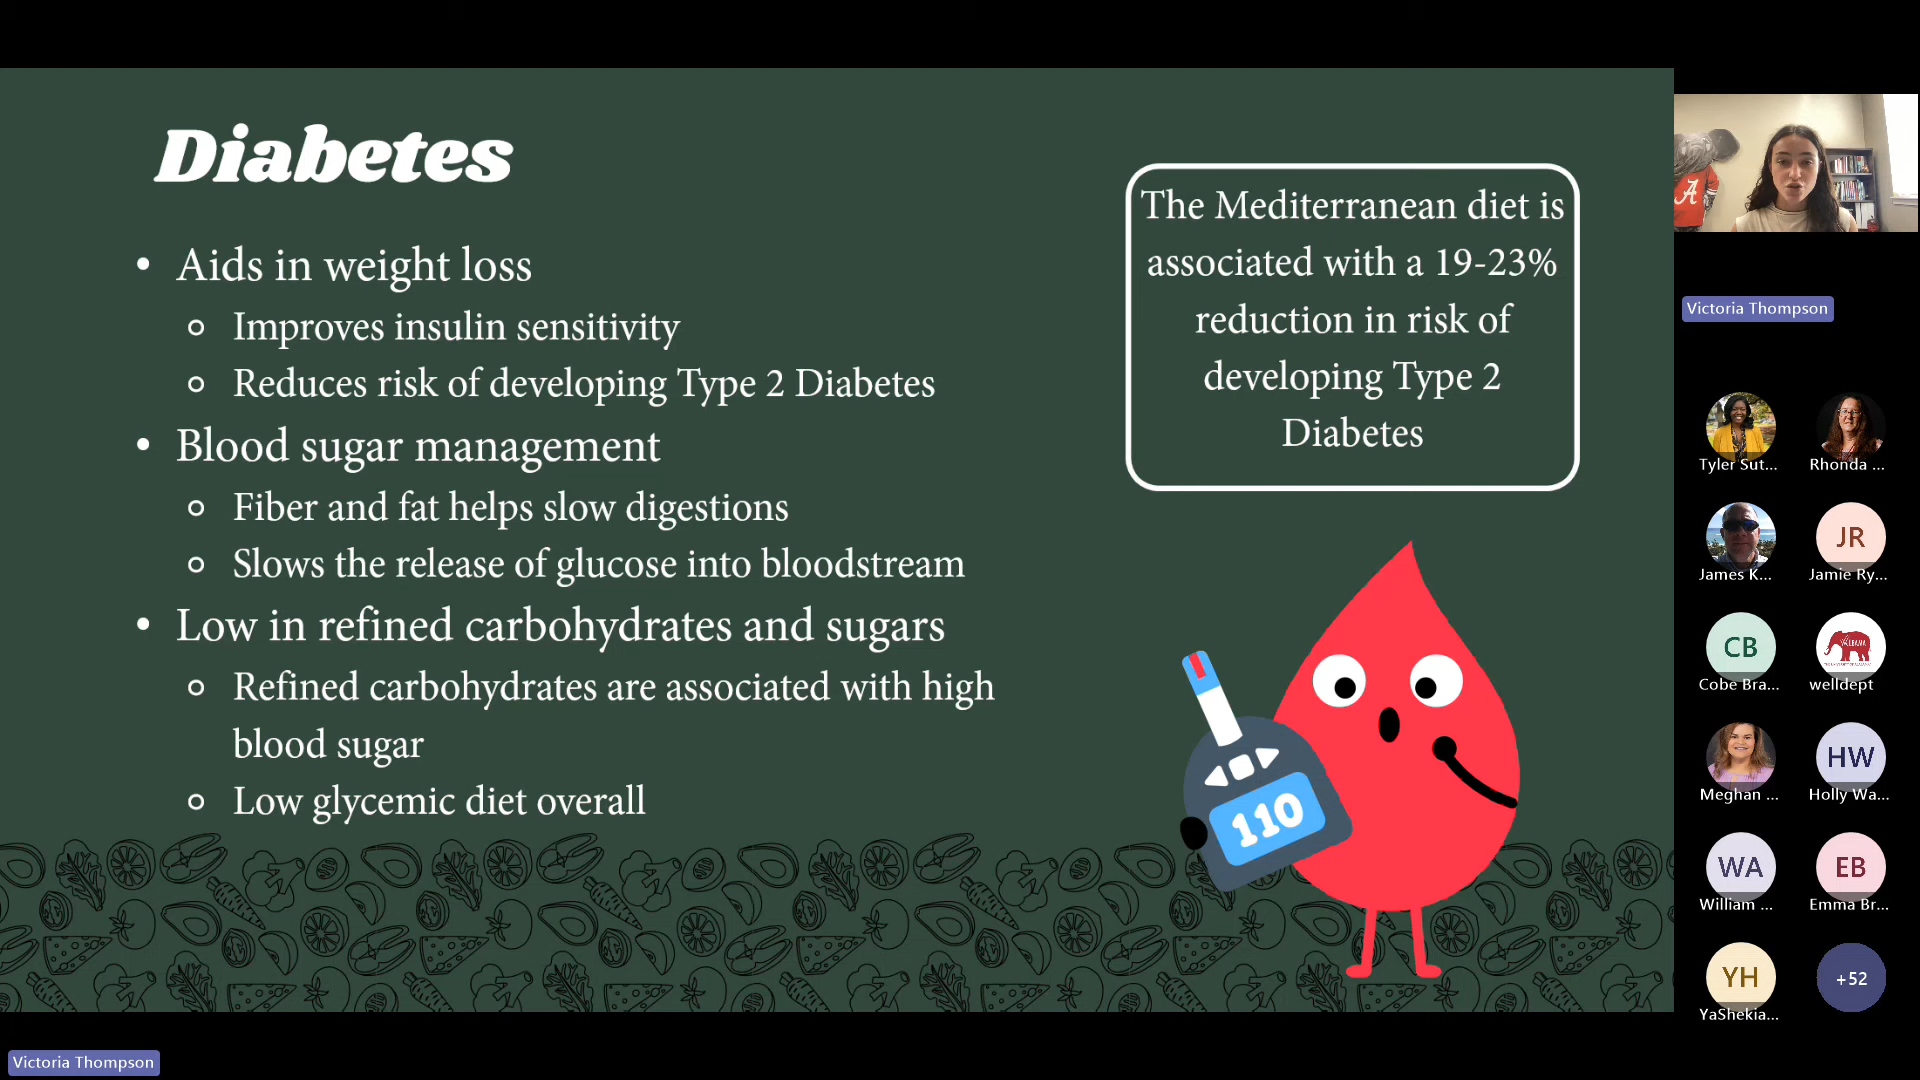 Diabetes
Aids in weight loss
Improves insulin sensitivity
Reduces risk of developing Type 2 Diabetes
Blood sugar management
Fiber and fat helps slow digestions
Slows the release of glucose into bloodstream
Low in refined carbohydrates and sugars
Refined carbohydrates are associated with high
blood sugar
Low glycemic diet overall
The Mediterranean diet is
associated with a 19-23%
reduction in risk of
developing Type 2
Diabetes
110
A
Victoria Thompson
Tyler Sut...
Rhonda ...
James K...
JR
Jamie Ry...
CB
Cobe Bra...
welldept
Meghan ...
HW
Holly Wa...
WA
William ...
EB
Emma Br...
YH
YaShekia...
+52
Victoria Thompson